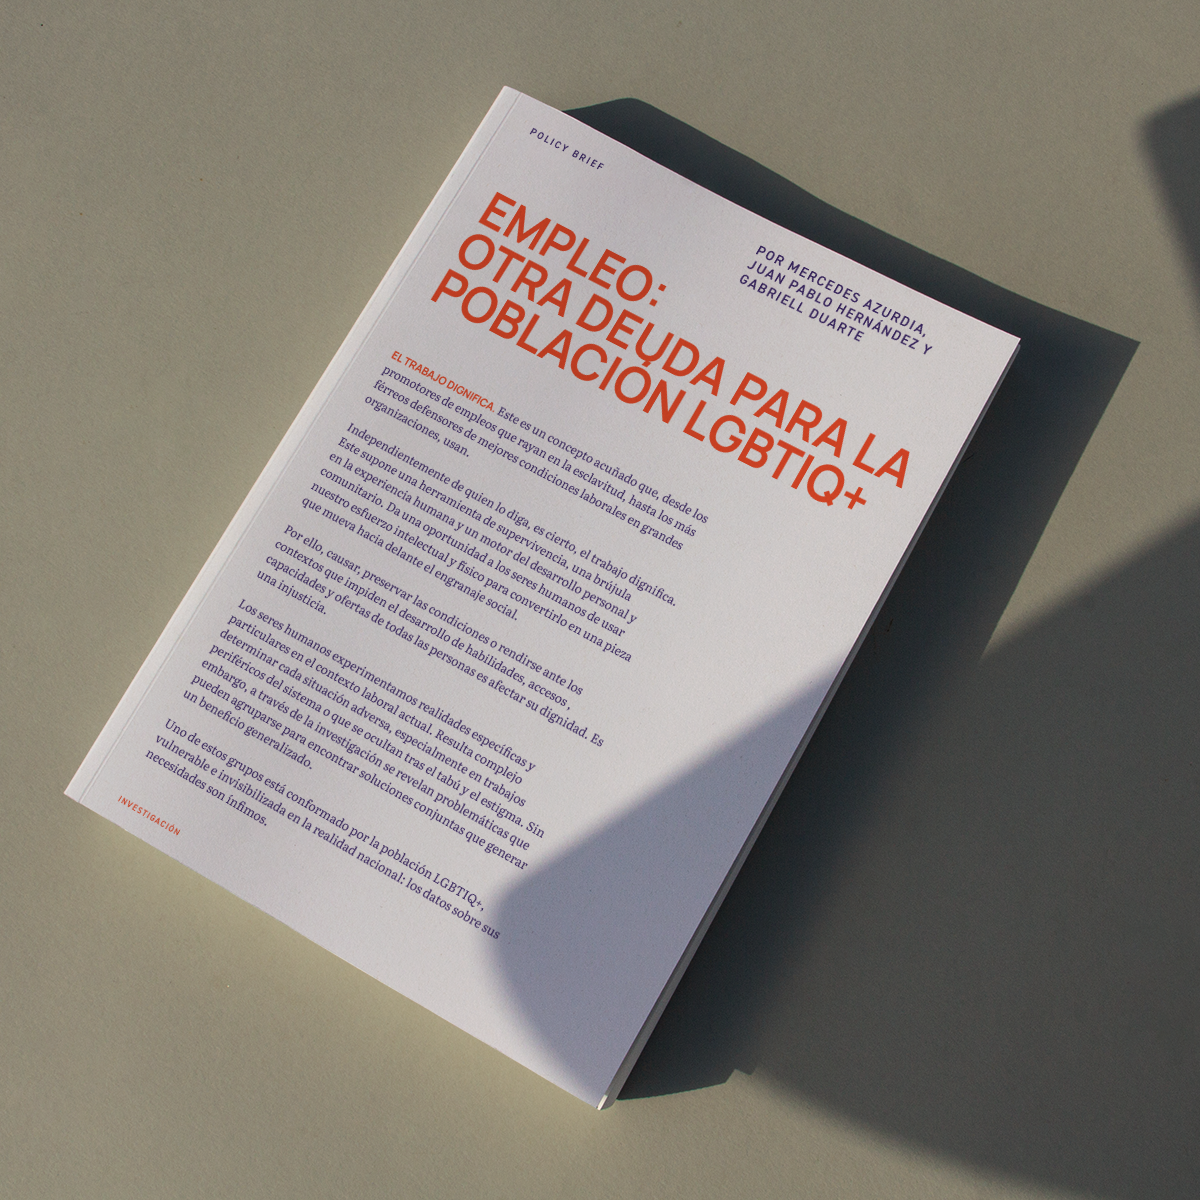 POLICY BRIEF
EMPLEO:
OTRA DEUDA PARA LA
POBLACIÓN LGBTIQ+
POR MERCEDES AZURDIA,
JUAN PABLO HERNÁNDEZ Y
GABRIELL DUARTE
EL TRABAJO DIGNIFICA. Este es un concepto acuñado que, desde los
promotores de empleos que rayan en la esclavitud, hasta los más
férreos defensores de mejores condiciones laborales en grandes
organizaciones, usan.
Independientemente de quien lo diga, es cierto, el trabajo dignifica.
Este supone una herramienta de supervivencia, una brújula
en la experiencia humana y un motor del desarrollo personal y
comunitario. Da una oportunidad a los seres humanos de usar
nuestro esfuerzo intelectual y físico para convertirlo en una pieza
que mueva hacia delante el engranaje social.
Por ello, causar, preservar las condiciones o rendirse ante los
contextos que impiden el desarrollo de habilidades, accesos ,
capacidades y ofertas de todas las personas es afectar su dignidad. Es
una injusticia.
Los seres humanos experimentamos realidades específicas y
particulares en el contexto laboral actual. Resulta complejo
determinar cada situación adversa, especialmente en trabajos
periféricos del sistema o que se ocultan tras el tabú y el estigma. Sin
embargo, a través de la investigación se revelan problemáticas que
pueden agruparse para encontrar soluciones conjuntas que generar
un beneficio generalizado.
Uno de estos grupos está conformado por la población LGBTIQ+,
vulnerable e invisibilizada en la realidad nacional: los datos sobre sus
necesidades son ínfimos.
INVESTIGACIÓN